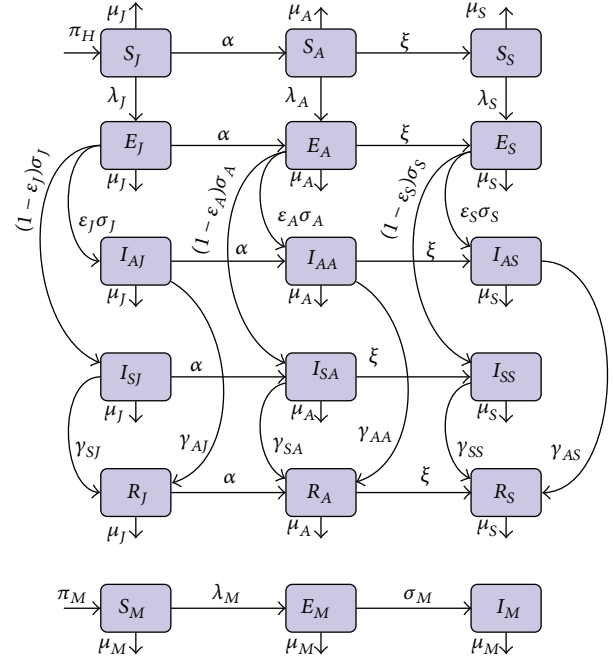 μ_J μ_A μ_S
π_H S_J α S_A ξ S_S
λ_J λ_A λ_S
E_J α E_A ξ E_S
μ_J μ_A μ_S
(1 − ε_J)σ_J (1 − ε_A)σ_A (1 − ε_S)σ_S
ε_Jσ_J ε_Aσ_A ε_Sσ_S
I_AJ α I_AA ξ I_AS
μ_J μ_A μ_S
I_SJ α I_SA ξ I_SS
μ_J μ_A μ_S
γ_SJ γ_AJ γ_SA γ_AA γ_SS γ_AS
R_J α R_A ξ R_S
μ_J μ_A μ_S
π_M S_M λ_M E_M σ_M I_M
μ_M μ_M μ_M